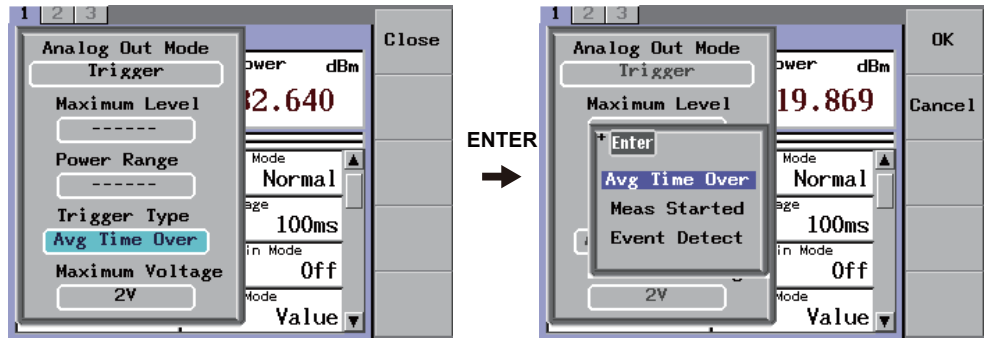 1 2 3
Close
Analog Out Mode
Trigger
ower dBm
Maximum Level
32.640
------
Power Range
Mode
Normal
------
Trigger Type
age
100ms
Avg Time Over
in Mode
Off
Maximum Voltage
2V
Mode
Value
ENTER
1 2 3
OK
Analog Out Mode
Trigger
ower dBm
Maximum Level
19.869
Cancel
Enter
Avg Time Over
Mode
Normal
Meas Started
age
100ms
Event Detect
in Mode
Off
2V
Mode
Value